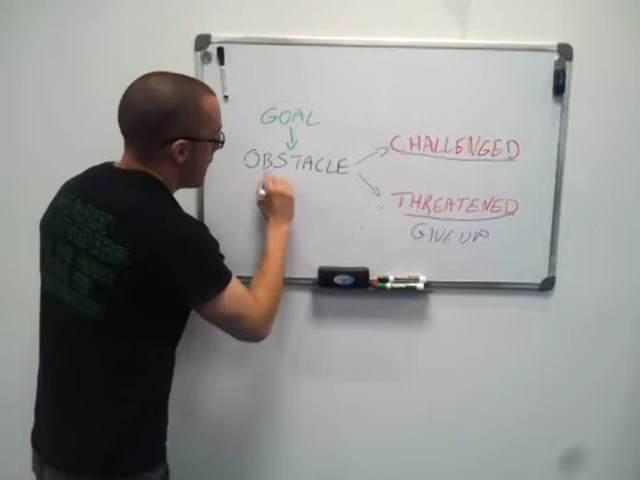 GOAL
OBSTACLE
CHALLENGED
THREATENED
GIVE UP